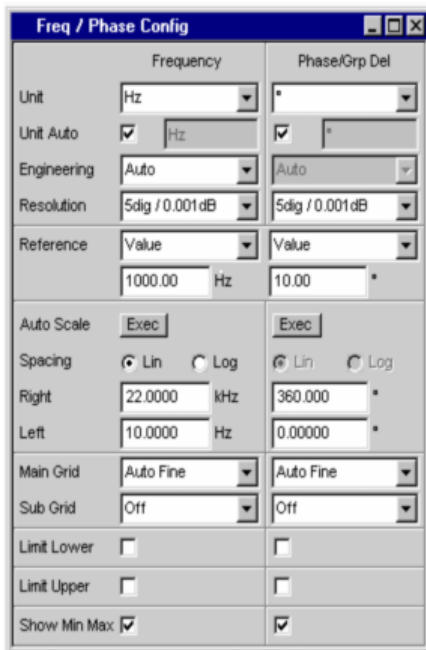 Freq / Phase Config
Frequency Phase/Grp Del
Unit Hz °
Unit Auto Hz °
Engineering Auto Auto
Resolution 5dig / 0.001dB 5dig / 0.001dB
Reference Value Value
1000.00 Hz 10.00 °
Auto Scale Exec Exec
Spacing Lin Log Lin Log
Right 22.0000 kHz 360.000 °
Left 10.0000 Hz 0.00000 °
Main Grid Auto Fine Auto Fine
Sub Grid Off Off
Limit Lower
Limit Upper
Show Min Max